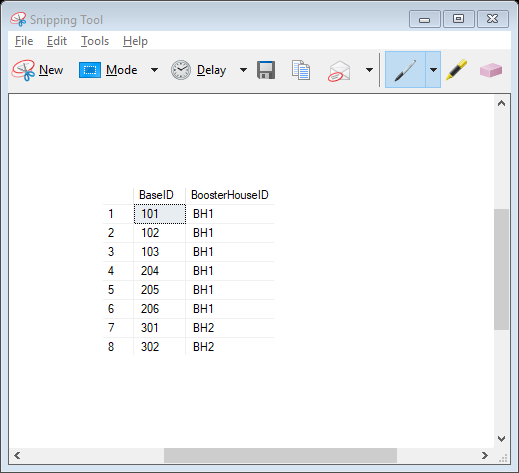 Snipping Tool
File Edit Tools Help
New Mode Delay
BaseID BoosterHouseID
1 101 BH1
2 102 BH1
3 103 BH1
4 204 BH1
5 205 BH1
6 206 BH1
7 301 BH2
8 302 BH2